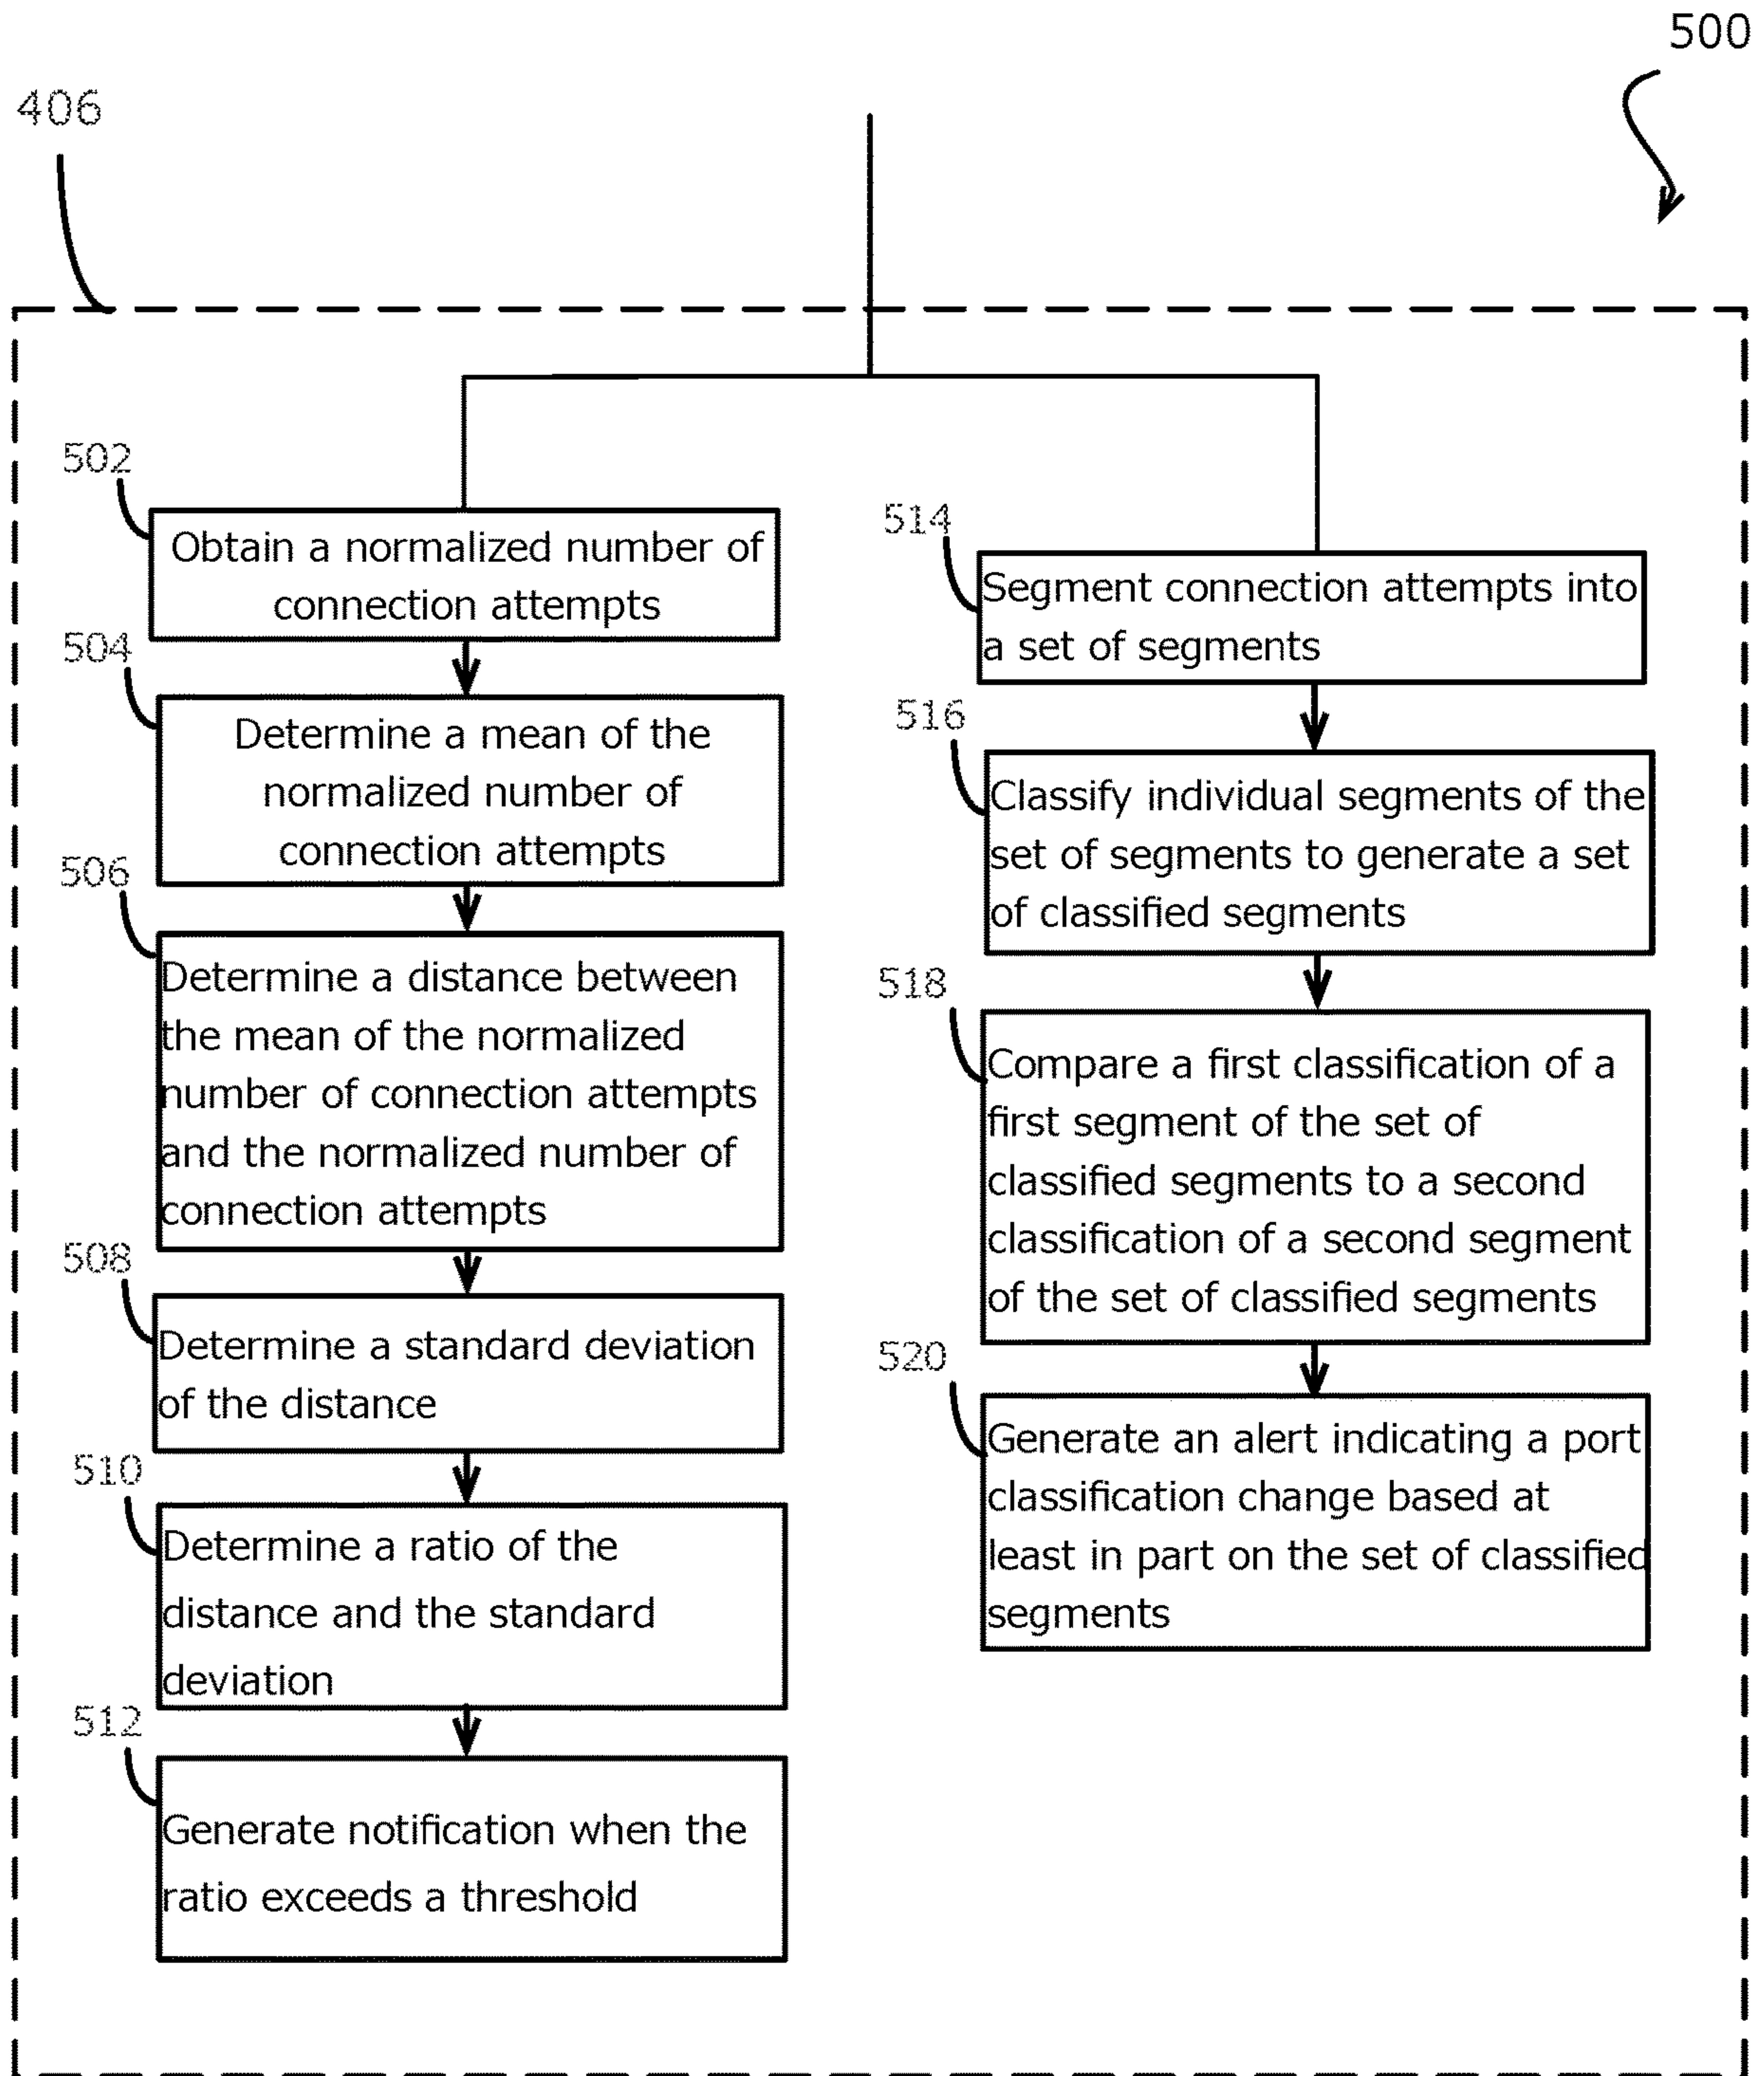 500
406
502
Obtain a normalized number of
connection attempts
504
Determine a mean of the
normalized number of
connection attempts
506
Determine a distance between
the mean of the normalized
number of connection attempts
and the normalized number of
connection attempts
508
Determine a standard deviation
of the distance
510
Determine a ratio of the
distance and the standard
deviation
512
Generate notification when the
ratio exceeds a threshold
514
Segment connection attempts into
a set of segments
516
Classify individual segments of the
set of segments to generate a set
of classified segments
518
Compare a first classification of a
first segment of the set of
classified segments to a second
classification of a second segment
of the set of classified segments
520
Generate an alert indicating a port
classification change based at
least in part on the set of classified
segments